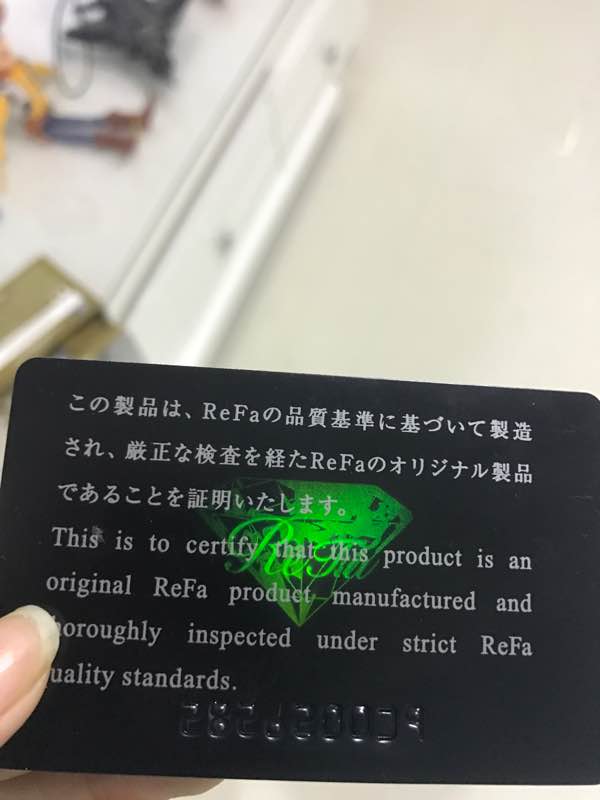 この製品は、ReFaの品質基準に基づいて製造
され、厳正な検査を経たReFaのオリジナル製品
であることを証明いたします。
ReFa
This is to certify that this product is an
original ReFa product manufactured and
horoughly inspected under strict ReFa
uality standards.